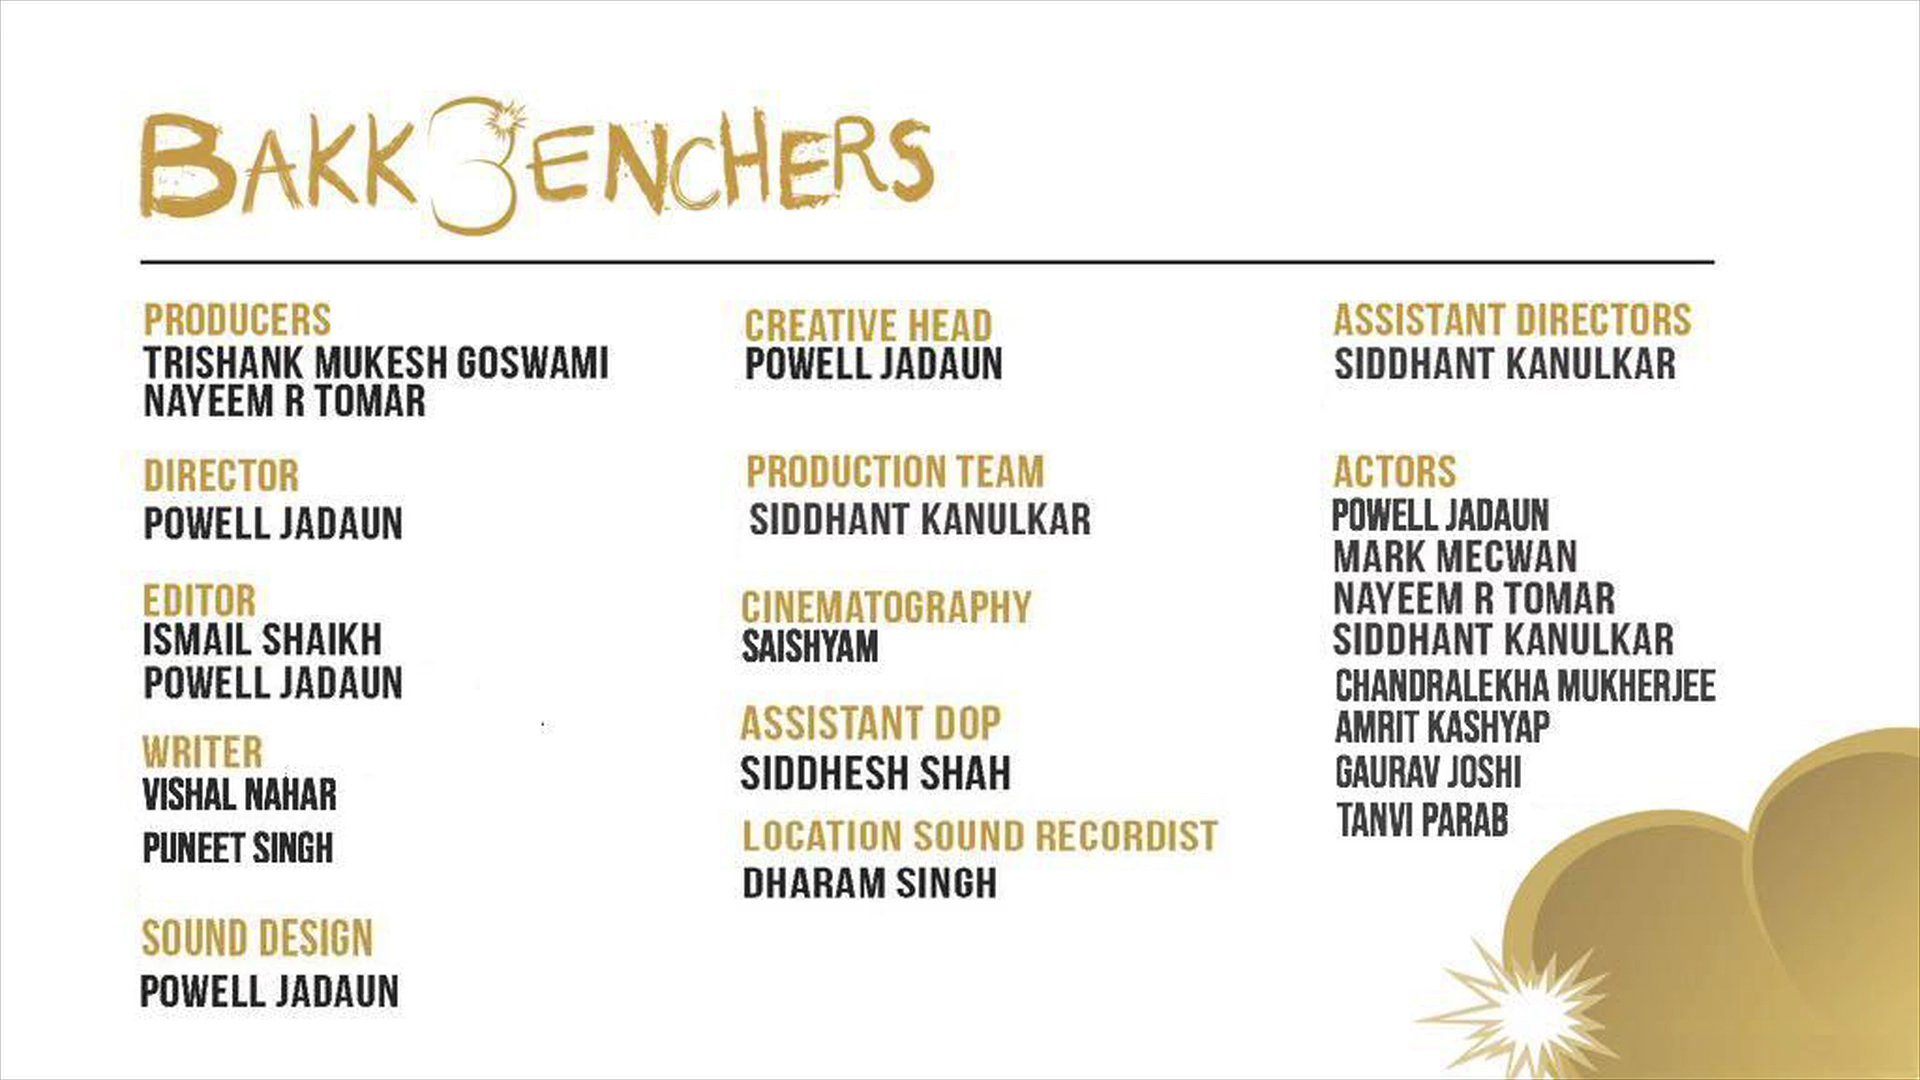 BAKKBENCHERS
PRODUCERS
TRISHANK MUKESH GOSWAMI
NAYEEM R TOMAR
DIRECTOR
POWELL JADAUN
EDITOR
ISMAIL SHAIKH
POWELL JADAUN
WRITER
VISHAL NAHAR
PUNEET SINGH
SOUND DESIGN
POWELL JADAUN
CREATIVE HEAD
POWELL JADAUN
PRODUCTION TEAM
SIDDHANT KANULKAR
CINEMATOGRAPHY
SAISHYAM
ASSISTANT DOP
SIDDHESH SHAH
LOCATION SOUND RECORDIST
DHARAM SINGH
ASSISTANT DIRECTORS
SIDDHANT KANULKAR
ACTORS
POWELL JADAUN
MARK MECWAN
NAYEEM R TOMAR
SIDDHANT KANULKAR
CHANDRALEKHA MUKHERJEE
AMRIT KASHYAP
GAURAV JOSHI
TANVI PARAB